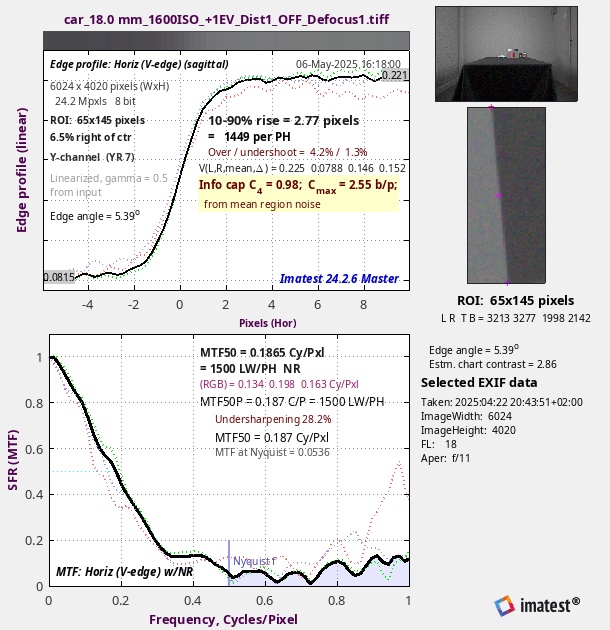 car_18.0 mm_1600ISO_+1EV_Dist1_OFF_Defocus1.tiff
Edge profile: Horiz (V-edge) (sagittal)
06-May-2025 16:18:00
0.221
6024 x 4020 pixels (WxH)
24.2 Mpxls 8 bit
ROI: 65x145 pixels
6.5% right of ctr
Y-channel (YR7)
Linearized, gamma = 0.5
from input
Edge angle = 5.39o
10-90% rise = 2.77 pixels
= 1449 per PH
Over / undershoot = 4.2% / 1.3%
V(L,R,mean,Δ) = 0.225 0.0788 0.146 0.152
Info cap C4 = 0.98; Cmax = 2.55 b/p;
from mean region noise
0.0815
Imatest 24.2.6 Master
Edge profile (linear)
-4 -2 0 2 4 6 8
Pixels (Hor)
ROI: 65x145 pixels
L R T B = 3213 3277 1998 2142
Edge angle = 5.39o
Estm. chart contrast = 2.86
Selected EXIF data
Taken: 2025:04:22 20:43:51+02:00
ImageWidth: 6024
ImageHeight: 4020
FL: 18
Aper: f/11
MTF50 = 0.1865 Cy/Pxl
= 1500 LW/PH NR
(RGB) = 0.134 0.198 0.163 Cy/Pxl
MTF50P = 0.187 C/P = 1500 LW/PH
Undersharpening 28.2%
MTF50 = 0.187 Cy/Pxl
MTF at Nyquist = 0.0536
Nyquist f
MTF: Horiz (V-edge) w/NR
SFR (MTF)
1
0.8
0.6
0.4
0.2
0
0 0.2 0.4 0.6 0.8 1
Frequency, Cycles/Pixel
imatest®